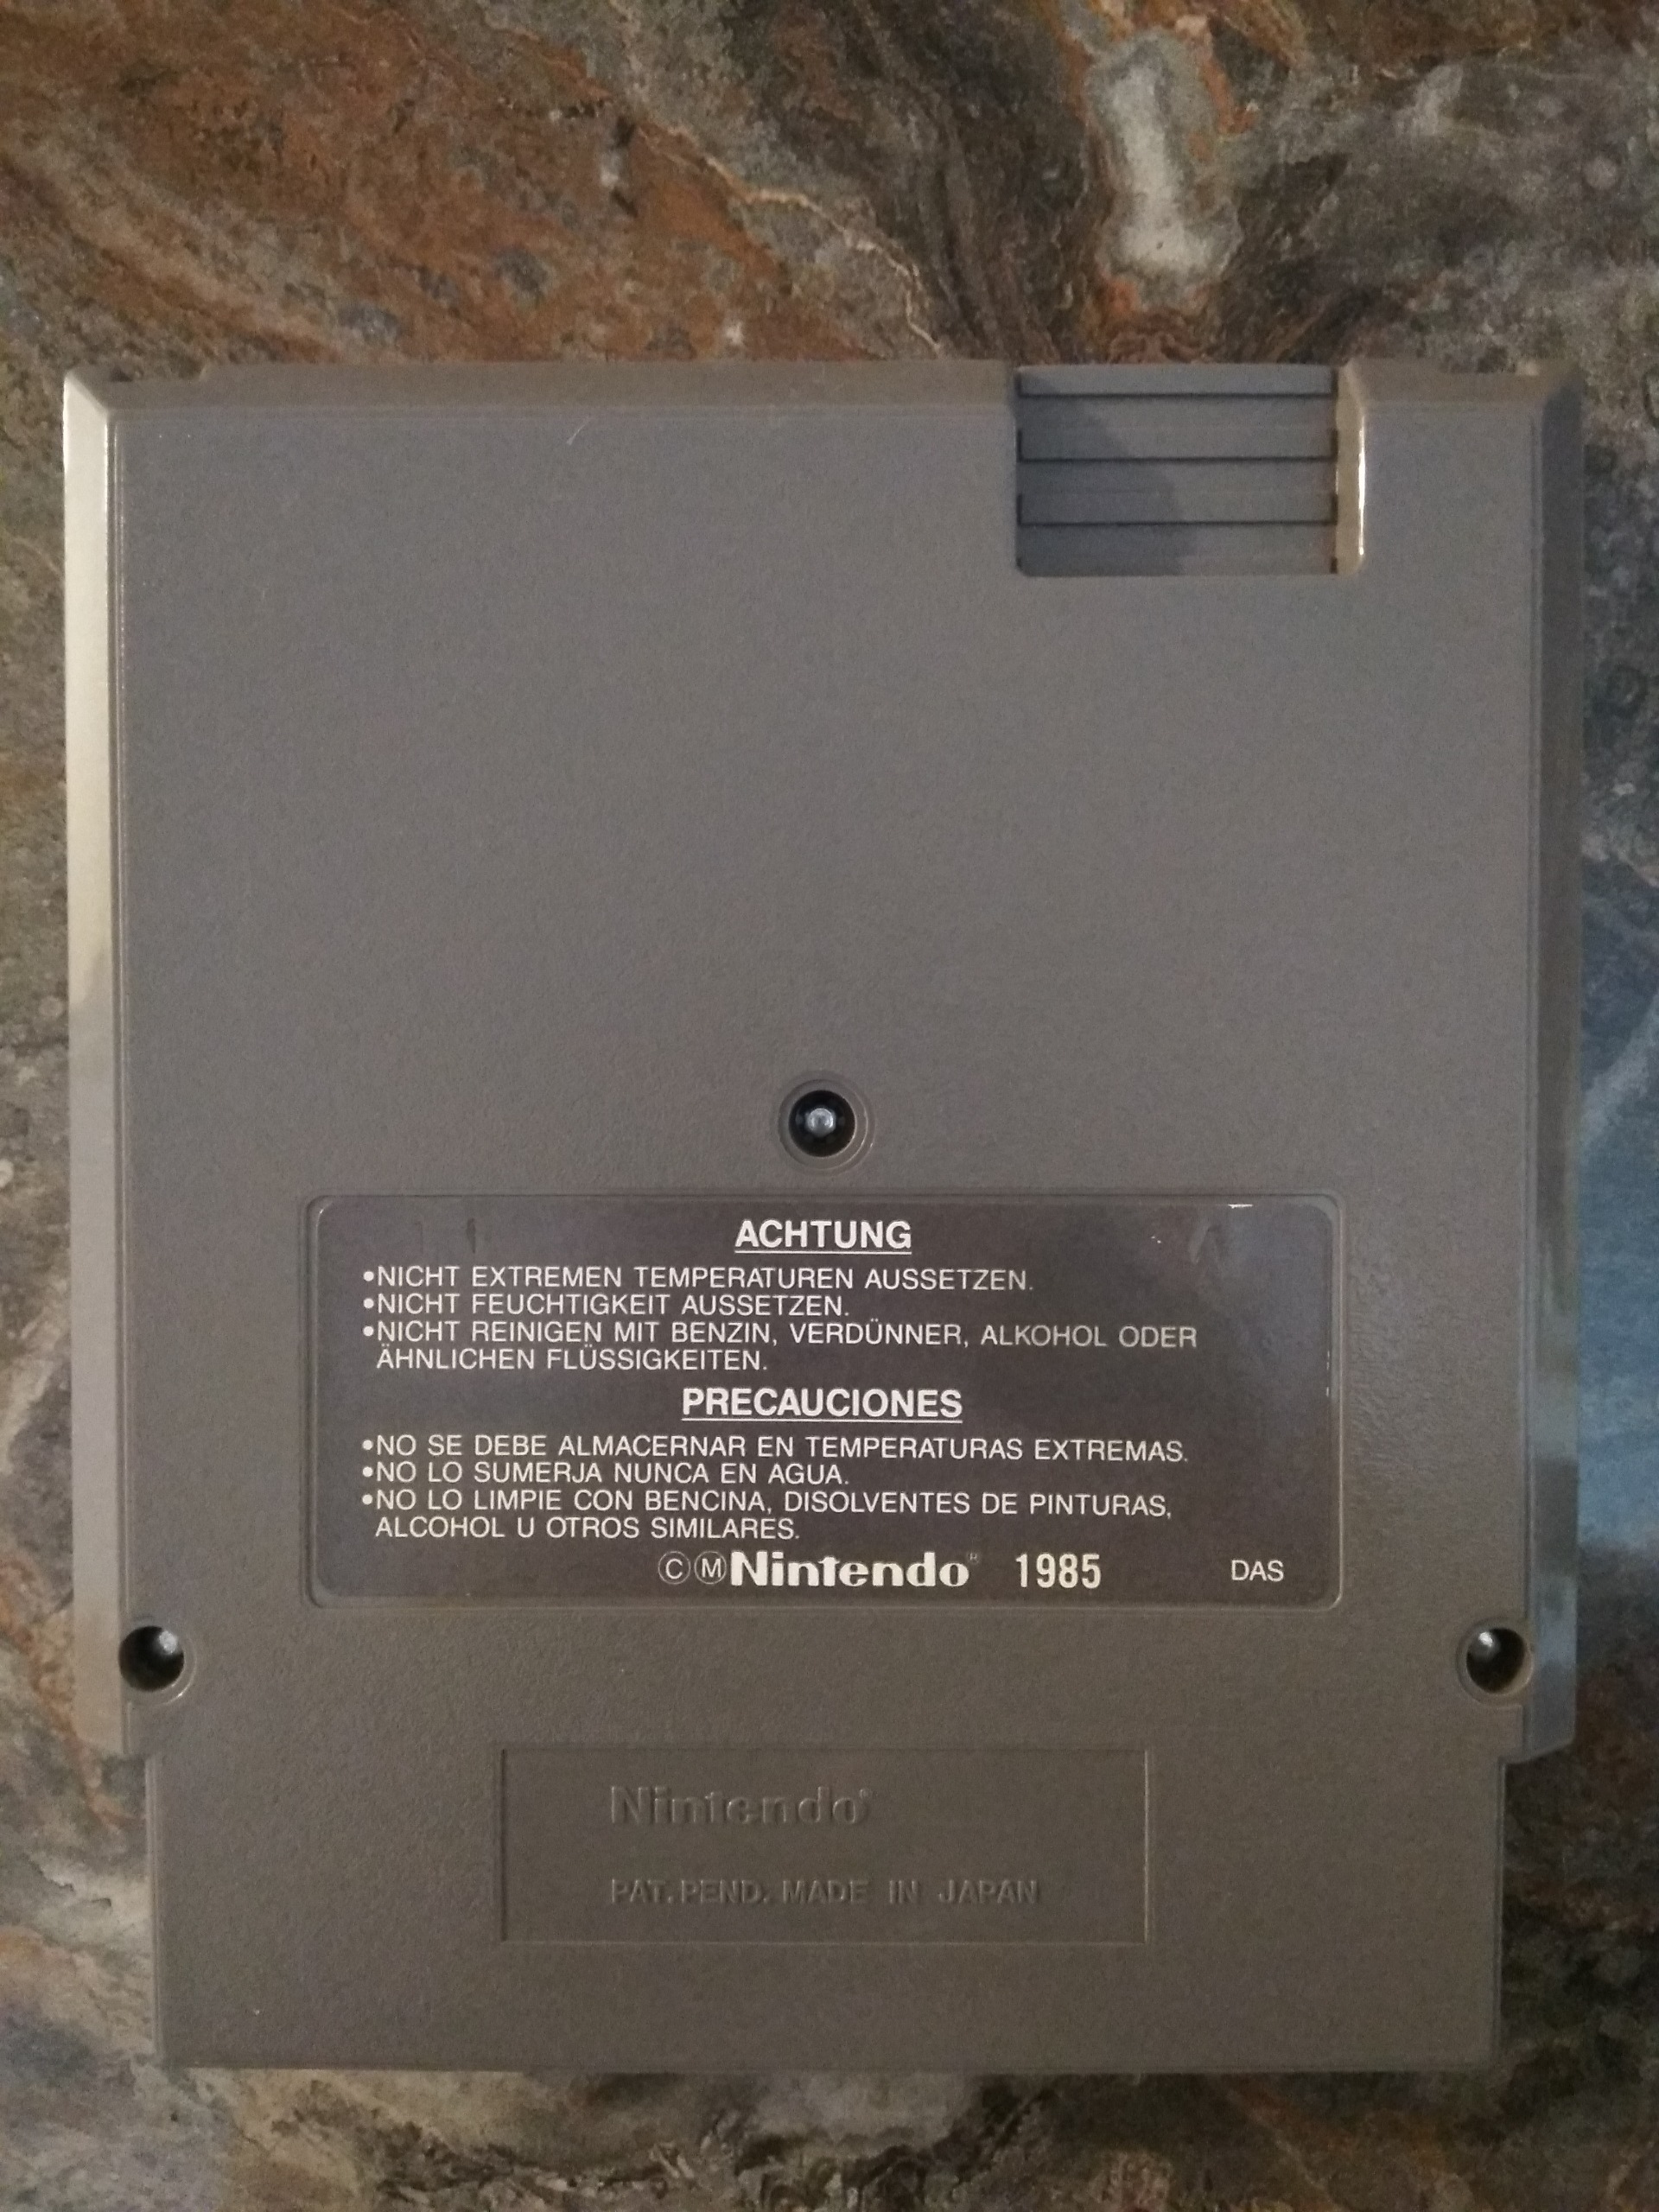 ACHTUNG
•NICHT EXTREMEN TEMPERATUREN AUSSETZEN.
•NICHT FEUCHTIGKEIT AUSSETZEN.
•NICHT REINIGEN MIT BENZIN, VERDÜNNER, ALKOHOL ODER
ÄHNLICHEN FLÜSSIGKEITEN.
PRECAUCIONES
•NO SE DEBE ALMACERNAR EN TEMPERATURAS EXTREMAS.
•NO LO SUMERJA NUNCA EN AGUA.
•NO LO LIMPIE CON BENCINA, DISOLVENTES DE PINTURAS,
ALCOHOL U OTROS SIMILARES.
ⒸⓂNintendo® 1985 DAS
Nintendo®
PAT. PEND. MADE IN JAPAN